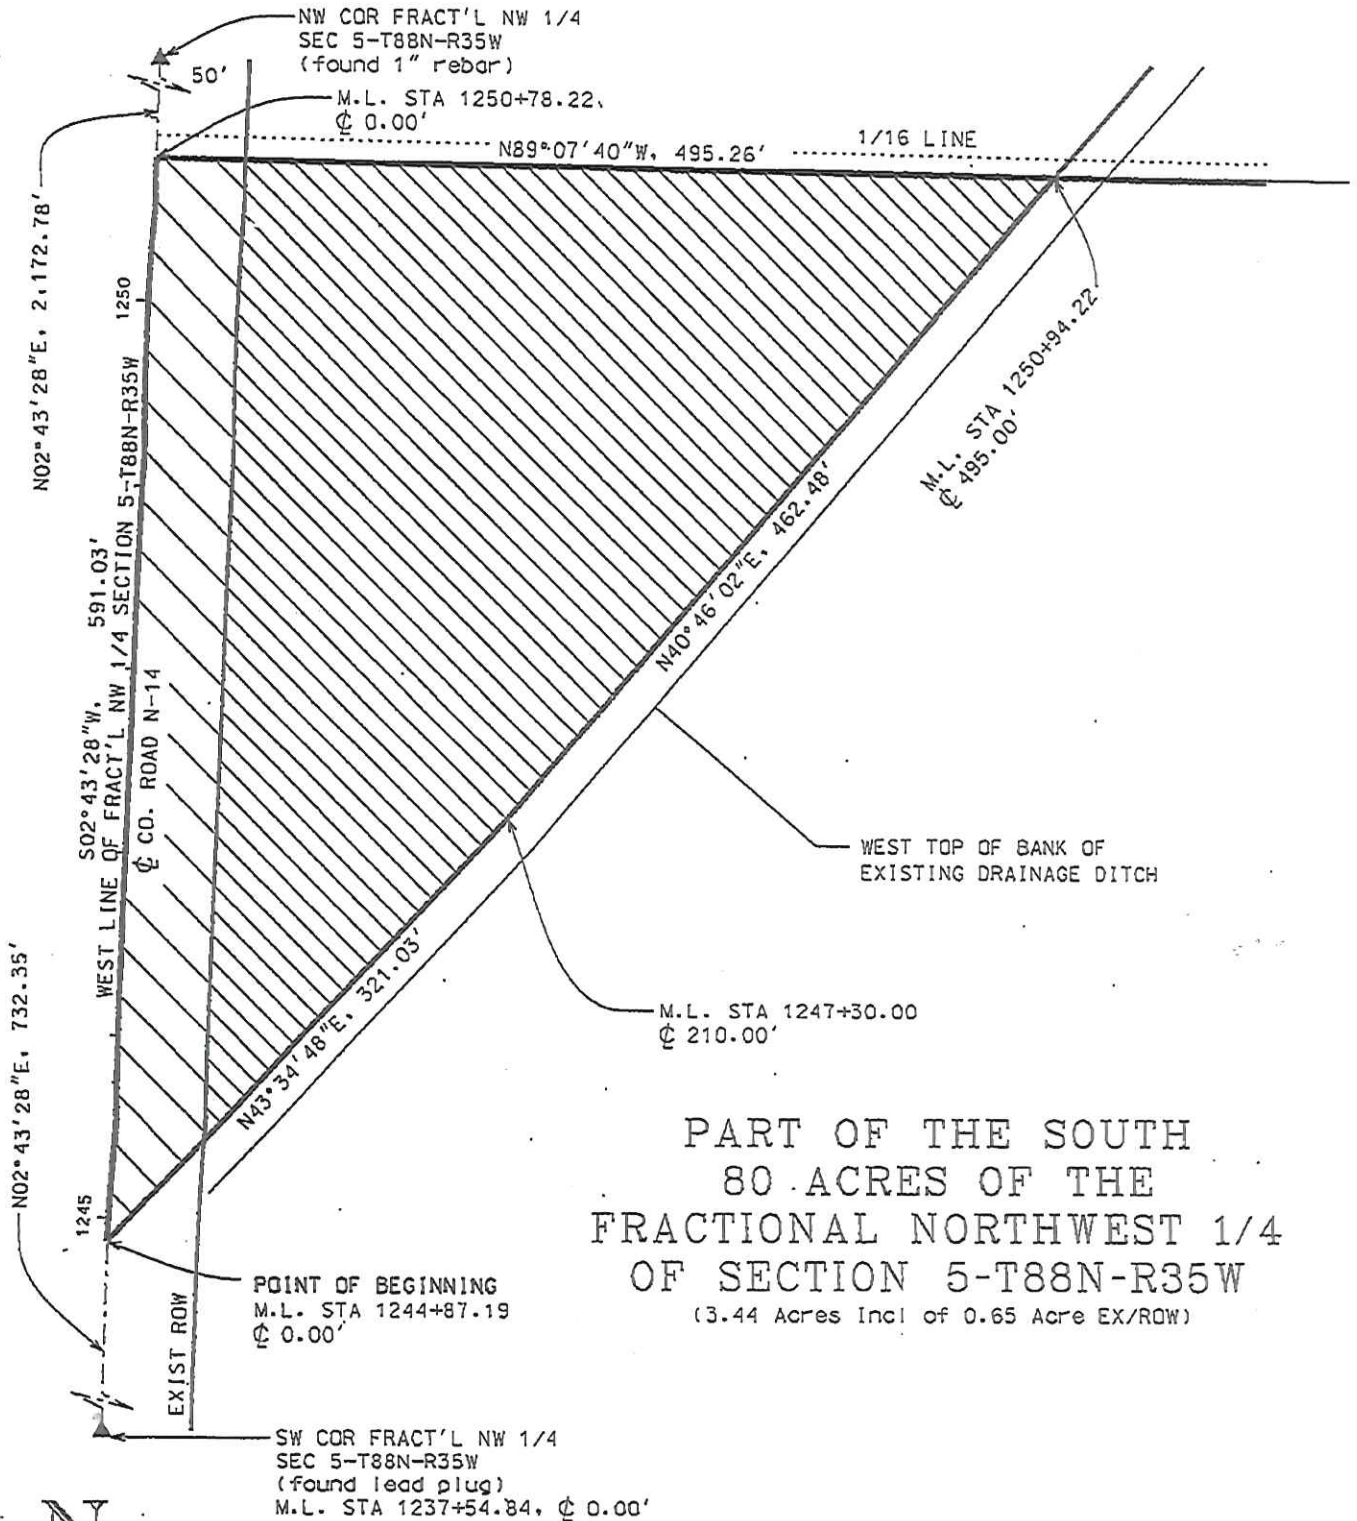 NW COR FRACT'L NW 1/4
SEC 5-T88N-R35W
(found 1" rebar)
50'
M.L. STA 1250+78.22,
℄ 0.00'
1/16 LINE
N89°07'40"W, 495.26'
N02°43'28"E, 2,172.78'
1250
M.L. STA 1250+94.22'
℄ 495.00'
S02°43'28"W, 591.03'
WEST LINE OF FRACT'L NW 1/4 SECTION 5-T88N-R35W
℄ CO. ROAD N-14
N40°46'02"E, 462.48'
WEST TOP OF BANK OF
EXISTING DRAINAGE DITCH
N02°43'28"E, 732.35'
N43°34'48"E, 321.03'
M.L. STA 1247+30.00
℄ 210.00'
1245
PART OF THE SOUTH
80 ACRES OF THE
FRACTIONAL NORTHWEST 1/4
OF SECTION 5-T88N-R35W
(3.44 Acres Incl of 0.65 Acre EX/ROW)
POINT OF BEGINNING
M.L. STA 1244+87.19
℄ 0.00'
EXIST ROW
SW COR FRACT'L NW 1/4
SEC 5-T88N-R35W
(found lead plug)
M.L. STA 1237+54.84, ℄ 0.00'
N